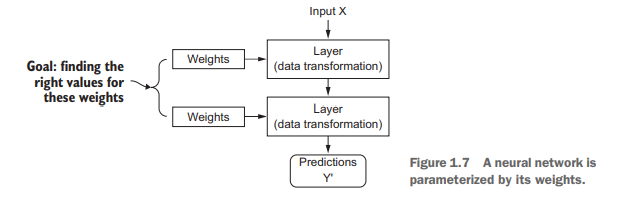 Input X
Layer
(data transformation)
Weights
Goal: finding the
right values for
these weights
Layer
(data transformation)
Weights
Predictions
Y'
Figure 1.7 A neural network is
parameterized by its weights.